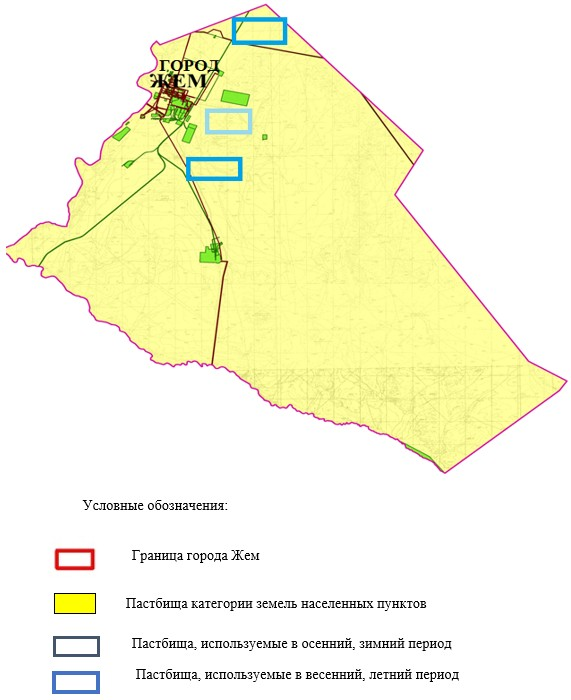 ГОРОД
ЖЕМ
Условные обозначения:
Граница города Жем
Пастбища категории земель населенных пунктов
Пастбища, используемые в осенний, зимний период
Пастбища, используемые в весенний, летний период